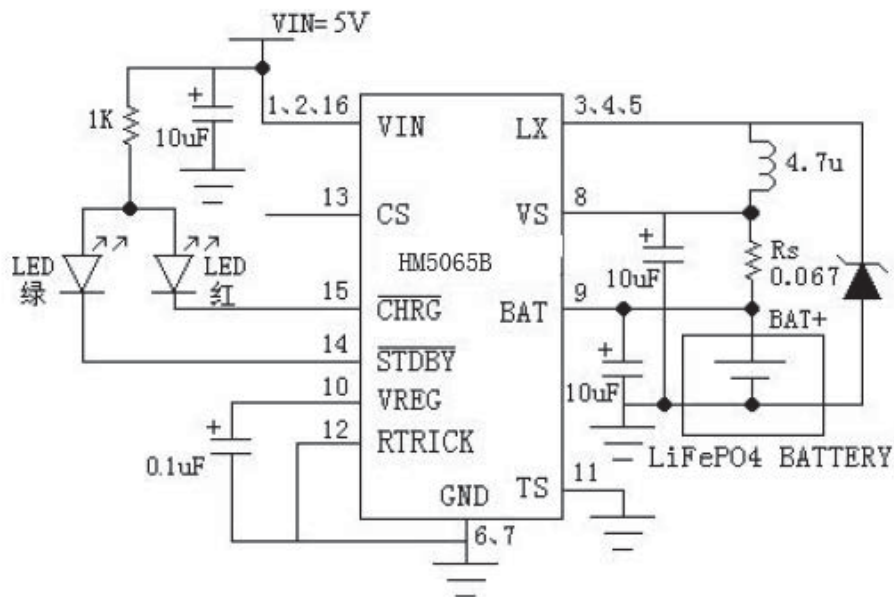 VIN=5V
1K
10uF
1、2、16
VIN
LX
3、4、5
4.7u
13
CS
VS
8
HM5065B
10uF
Rs
0.067
LED
绿
LED
红
15
CHRG
BAT
9
BAT+
14
STDBY
10uF
10
VREG
12
RTRICK
0.1uF
LiFePO4 BATTERY
TS
11
GND
6、7